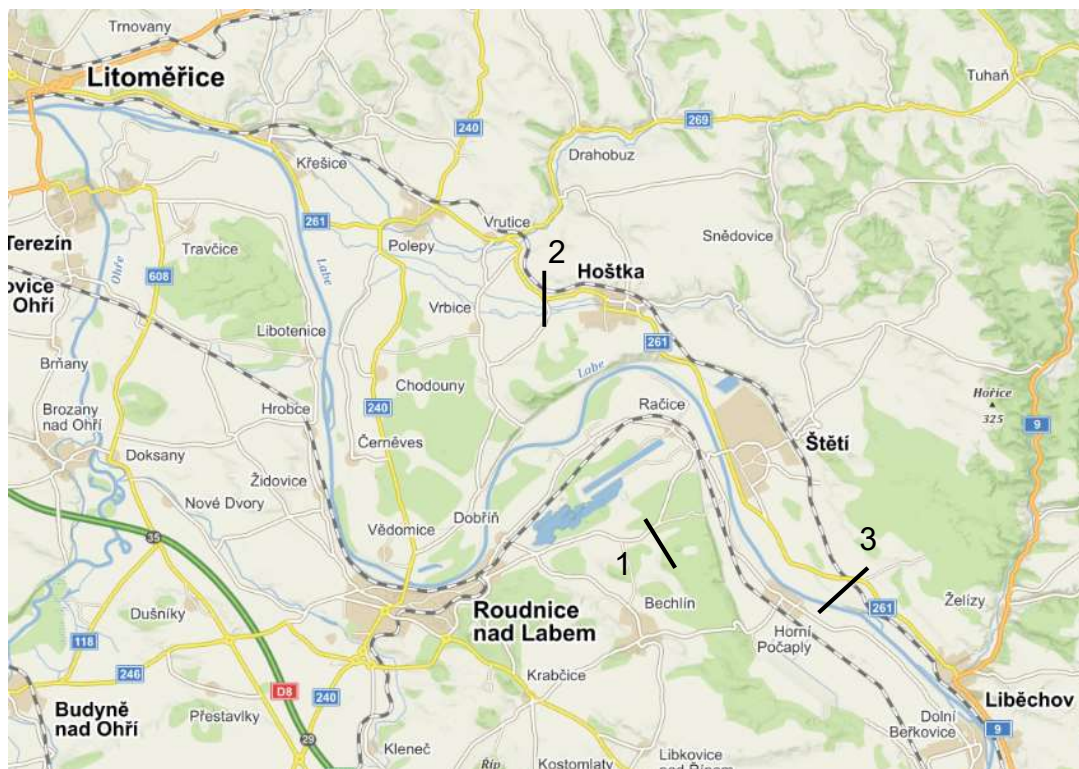 Trnovany
Litoměřice
Tuhaň
240
269
Drahobuz
Křešice
261
Vrutice
Polepy
Snědovice
Terezín
Travčice
Ohře
608
Labe
2
Hoštka
ovice
Ohří
Vrbice
Libotenice
261
Brňany
Labe
Chodouny
Hořice
325
Račice
240
Hrobce
9
Brozany
nad Ohří
Štětí
Černěves
Doksany
Židovice
Nové Dvory
Dobříň
Vědomice
35
3
1
Dušníky
Roudnice
nad Labem
Bechlín
261
Želízy
Horní
Počaply
118
246
Krabčice
D8
240
Liběchov
Budyně
nad Ohří
Přestavlky
29
Dolní
Beřkovice
9
Kleneč
Říp
Kostomlaty
Libkovice
pod Řípem